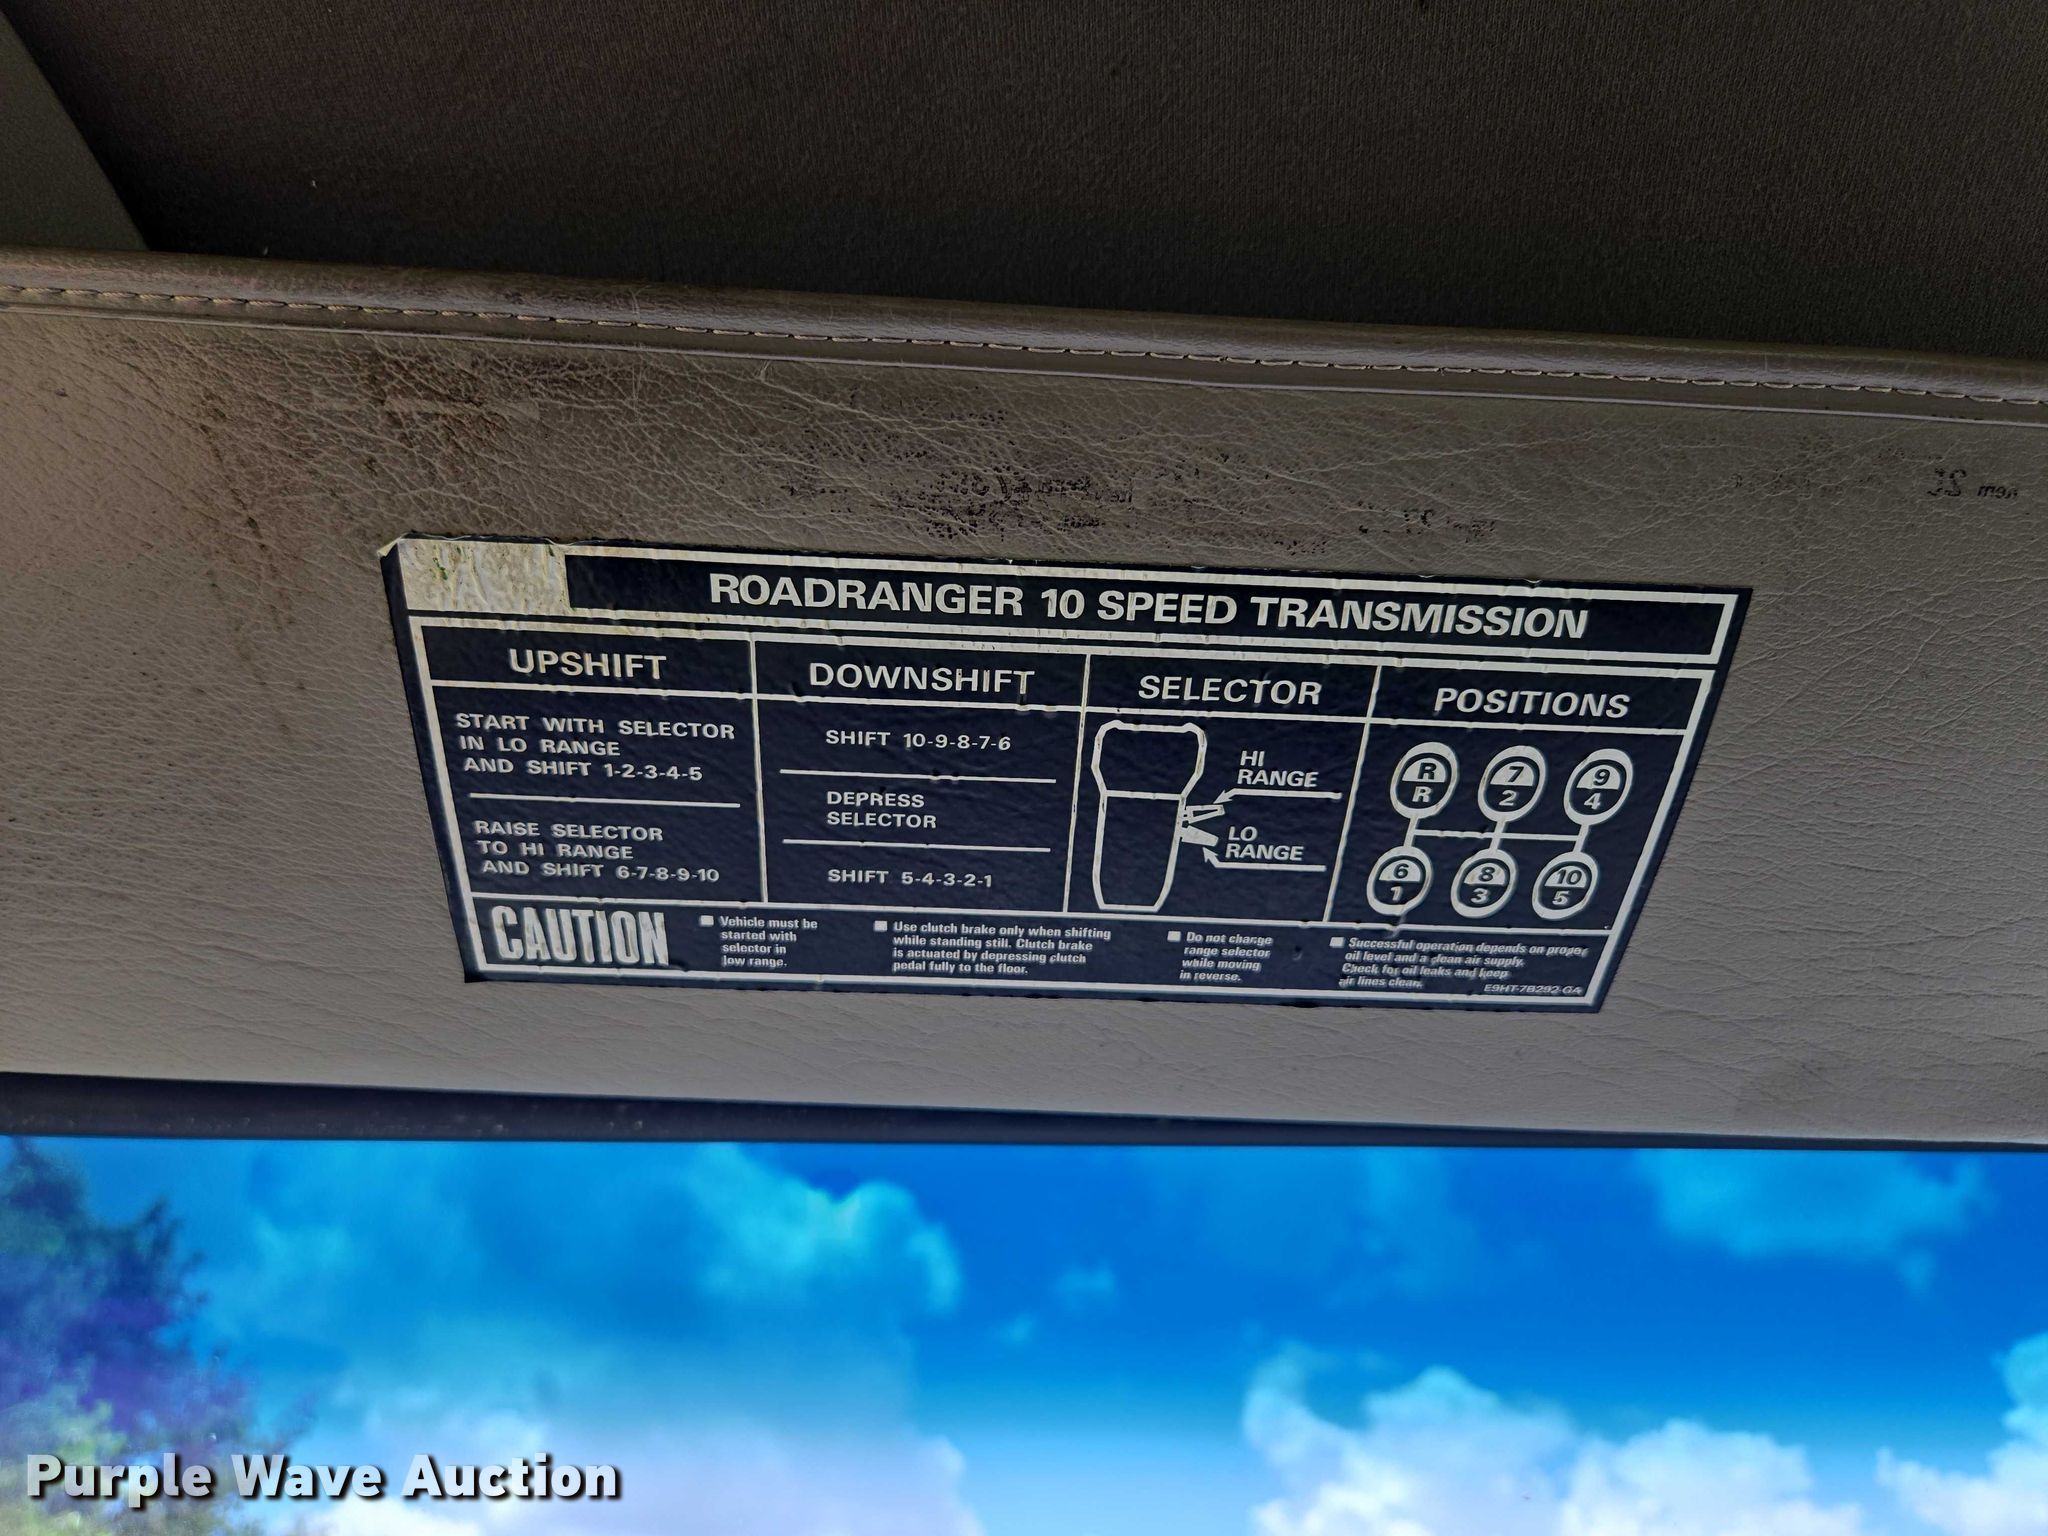 ROADRANGER 10 SPEED TRANSMISSION
UPSHIFT
START WITH SELECTOR
IN LO RANGE
AND SHIFT 1-2-3-4-5
RAISE SELECTOR
TO HI RANGE
AND SHIFT 6-7-8-9-10
DOWNSHIFT
SHIFT 10-9-8-7-6
DEPRESS
SELECTOR
SHIFT 5-4-3-2-1
SELECTOR
HI
RANGE
LO
RANGE
POSITIONS
R 7 9
R 2 4
6 8 10
1 3 5
CAUTION
■ Vehicle must be
started with
selector in
low range.
■ Use clutch brake only when shifting
while standing still. Clutch brake
is actuated by depressing clutch
pedal fully to the floor.
■ Do not change
range selector
while moving
in reverse.
■ Successful operation depends on proper
oil level and a clean air supply.
Check for oil leaks and keep
air lines clean.
E9HT-7B292-GA
Purple Wave Auction